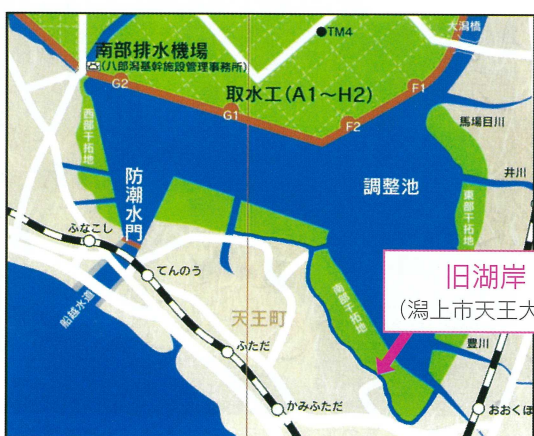 大潟橋
●TM4
南部排水機場
(八郎潟基幹施設管理事務所)
取水工(A1〜H2)
G2
G1
F2
F1
馬場目川
西部干拓地
防潮水門
調整池
井川
東部干拓地
ふなこし
てんのう
船越水道
天王町
南部干拓地
旧湖岸
(潟上市天王大
豊川
ふただ
かみふただ
おおくぼ